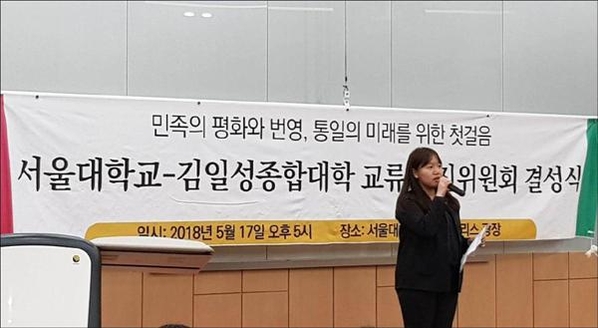 민족의 평화와 번영, 통일의 미래를 위한 첫걸음
서울대학교-김일성종합대학 교류 위원회 결성식
일시: 2018년 5월 17일 오후 5시 장소: 서울대